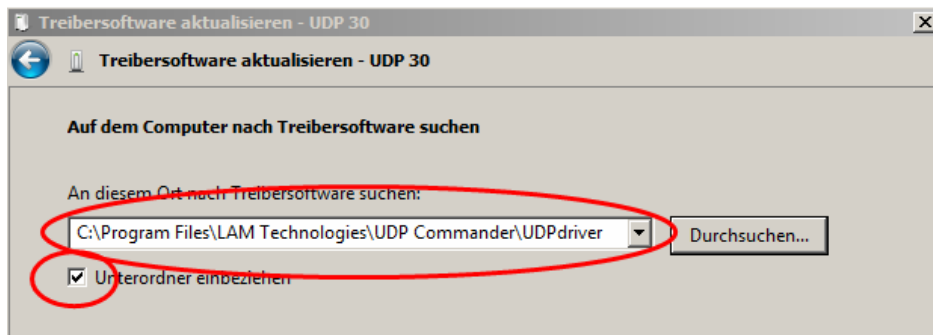 Treibersoftware aktualisieren - UDP 30
Treibersoftware aktualisieren - UDP 30
Auf dem Computer nach Treibersoftware suchen
An diesem Ort nach Treibersoftware suchen:
C:\Program Files\LAM Technologies\UDP Commander\UDPdriver
Durchsuchen...
Unterordner einbeziehen